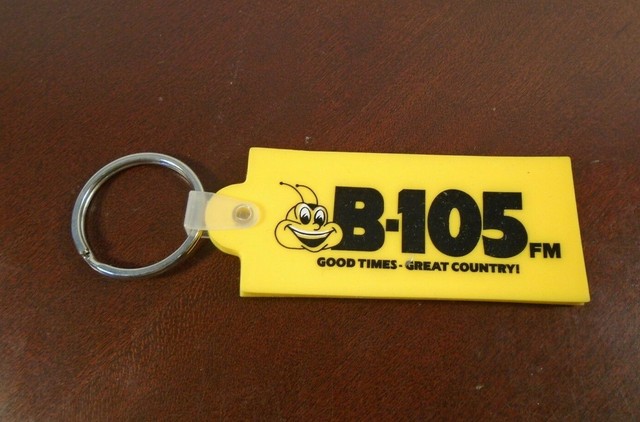 B-105 FM
GOOD TIMES - GREAT COUNTRY!